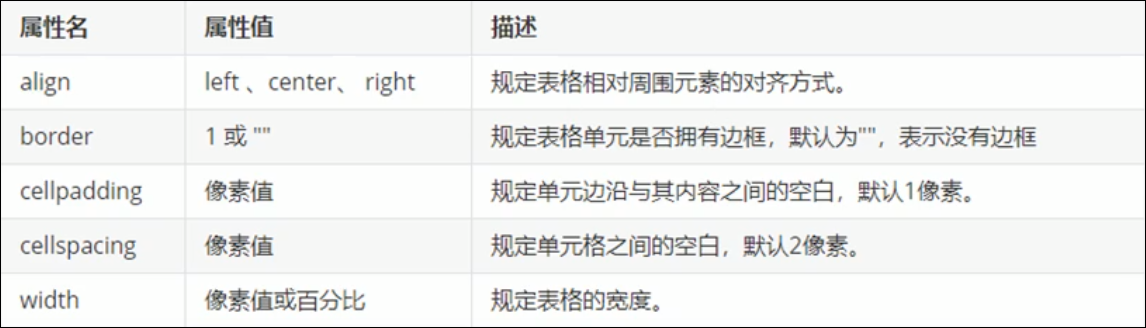 属性名 属性值 描述
align left 、center、 right 规定表格相对周围元素的对齐方式。
border 1 或 "" 规定表格单元是否拥有边框，默认为""，表示没有边框
cellpadding 像素值 规定单元边沿与其内容之间的空白，默认1像素。
cellspacing 像素值 规定单元格之间的空白，默认2像素。
width 像素值或百分比 规定表格的宽度。